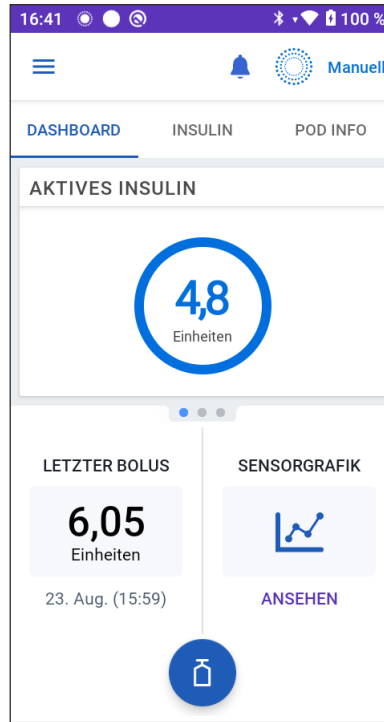 16:41 100 %
Manuell
DASHBOARD INSULIN POD INFO
AKTIVES INSULIN
4,8
Einheiten
LETZTER BOLUS SENSORGRAFIK
6,05
Einheiten
23. Aug. (15:59) ANSEHEN